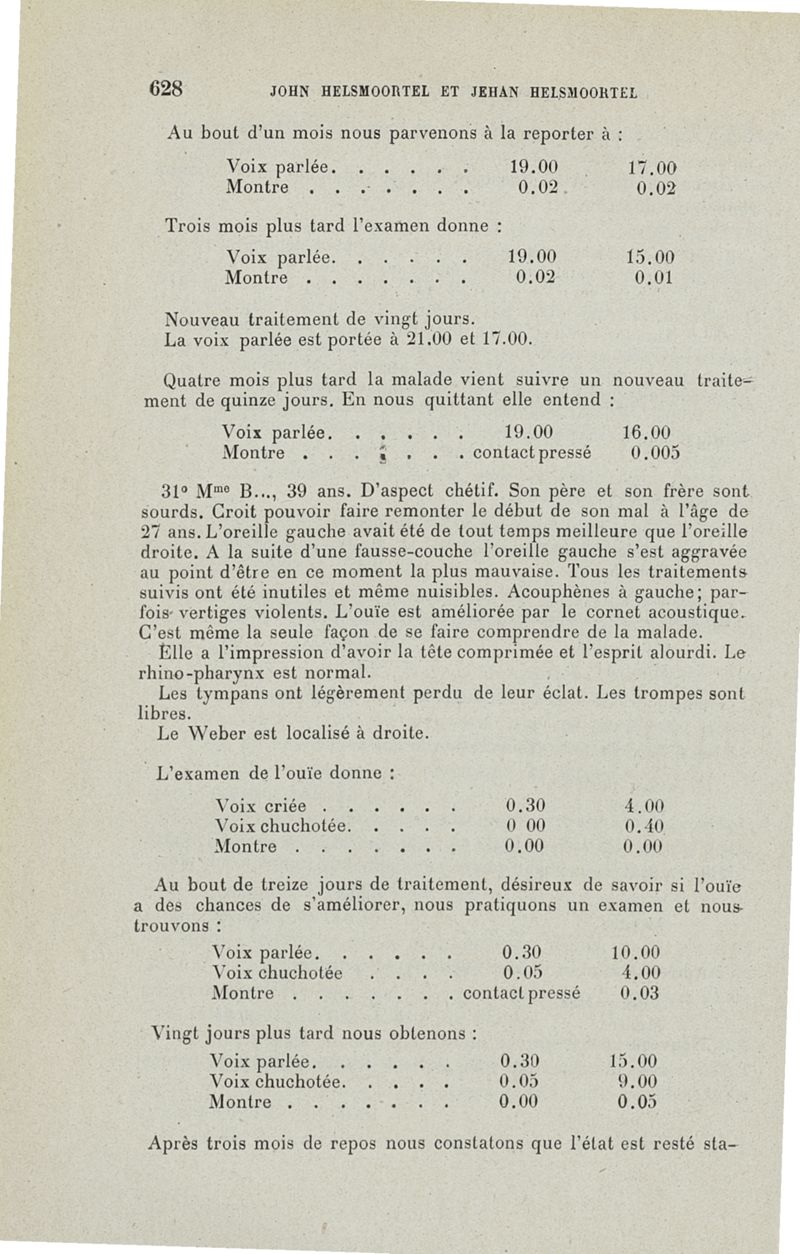 628 JOHN HELSMOORTEL ET JEHAN HELSMOORTEL
Au bout d'un mois nous parvenons à la reporter à :
Voix parlée. . . . . . 19.00 17.00
Montre . . . . . . . 0.02 0.02
Trois mois plus tard l'examen donne :
Voix parlée. . . . . . 19.00 15.00
Montre . . . . . . . 0.02 0.01
Nouveau traitement de vingt jours.
La voix parlée est portée à 21.00 et 17.00.
Quatre mois plus tard la malade vient suivre un nouveau traite-
ment de quinze jours. En nous quittant elle entend :
Voix parlée. . . . . . 19.00 16.00
Montre . . . . . . . contact pressé 0.005
31° Mme B..., 39 ans. D'aspect chétif. Son père et son frère sont
sourds. Croit pouvoir faire remonter le début de son mal à l'âge de
27 ans. L'oreille gauche avait été de tout temps meilleure que l'oreille
droite. A la suite d'une fausse-couche l'oreille gauche s'est aggravée
au point d'être en ce moment la plus mauvaise. Tous les traitements
suivis ont été inutiles et même nuisibles. Acouphènes à gauche; par-
fois vertiges violents. L'ouïe est améliorée par le cornet acoustique.
C'est même la seule façon de se faire comprendre de la malade.
Elle a l'impression d'avoir la tête comprimée et l'esprit alourdi. Le
rhino-pharynx est normal.
Les tympans ont légèrement perdu de leur éclat. Les trompes sont
libres.
Le Weber est localisé à droite.
L'examen de l'ouïe donne :
Voix criée . . . . . . 0.30 4.00
Voix chuchotée. . . . . 0 00 0.40
Montre . . . . . . . 0.00 0.00
Au bout de treize jours de traitement, désireux de savoir si l'ouïe
a des chances de s'améliorer, nous pratiquons un examen et nous
trouvons :
Voix parlée. . . . . . 0.30 10.00
Voix chuchotée . . . . 0.05 4.00
Montre . . . . . . . contact pressé 0.03
Vingt jours plus tard nous obtenons :
Voix parlée. . . . . . 0.30 15.00
Voix chuchotée. . . . . 0.05 9.00
Montre . . . . . . . 0.00 0.05
Après trois mois de repos nous constatons que l'état est resté sta-